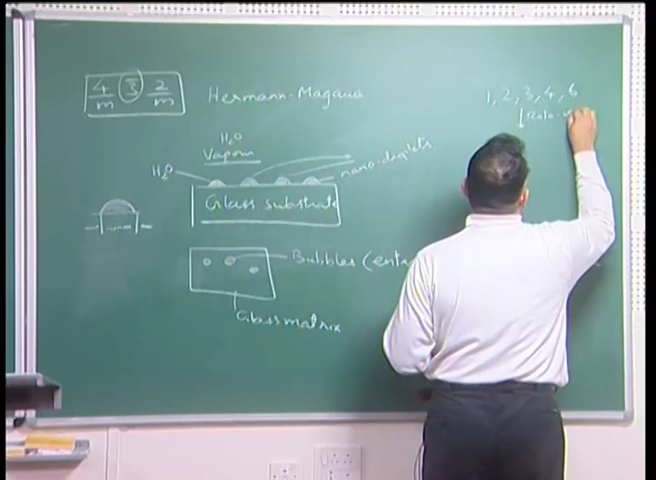 4/m 3̅ 2/m
Hermann-Magaua
1, 2, 3, 4, 6
H₂O
Vapour
H₂O
nano-droplets
Glass substrate
Bubbles
Glass matrix